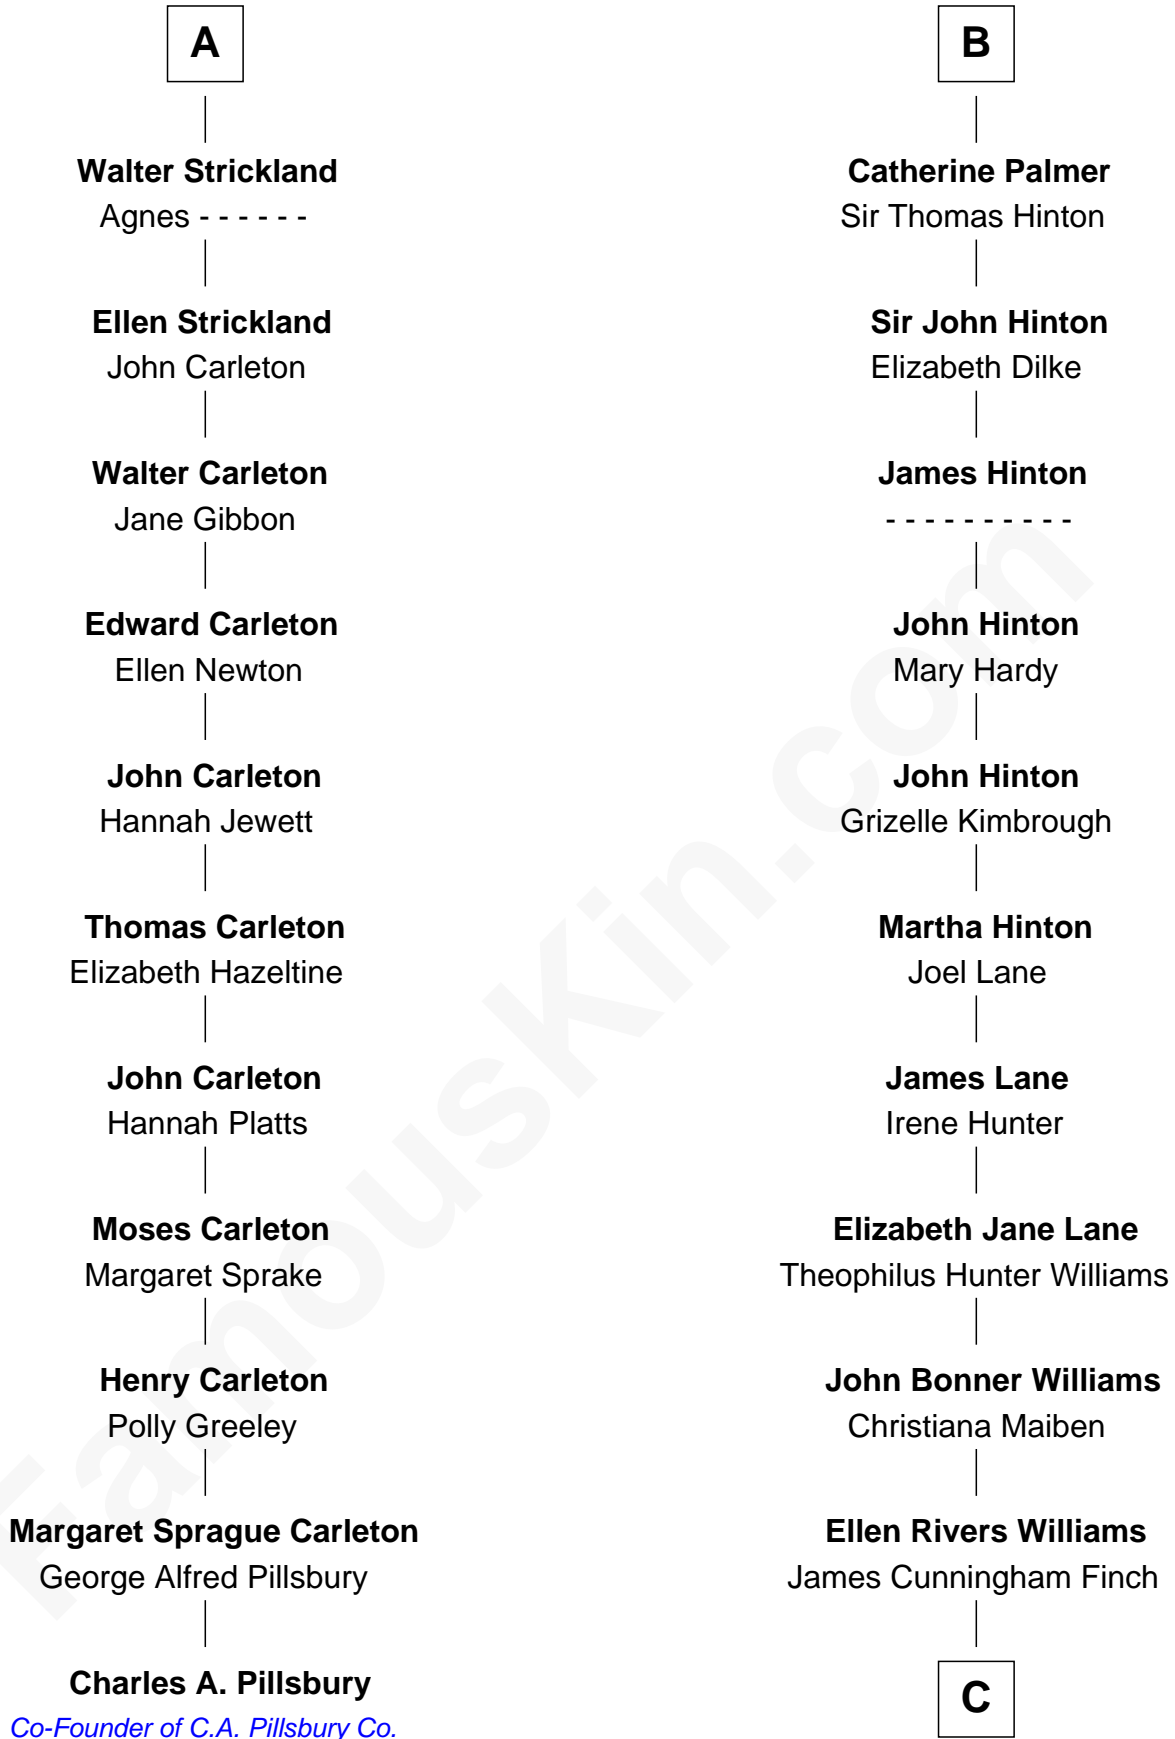 A
Walter Strickland
Agnes - - - - - -
Ellen Strickland
John Carleton
Walter Carleton
Jane Gibbon
Edward Carleton
Ellen Newton
John Carleton
Hannah Jewett
Thomas Carleton
Elizabeth Hazeltine
John Carleton
Hannah Platts
Moses Carleton
Margaret Sprake
Henry Carleton
Polly Greeley
Margaret Sprague Carleton
George Alfred Pillsbury
Charles A. Pillsbury
Co-Founder of C.A. Pillsbury Co.
B
Catherine Palmer
Sir Thomas Hinton
Sir John Hinton
Elizabeth Dilke
James Hinton
- - - - - - - - - -
John Hinton
Mary Hardy
John Hinton
Grizelle Kimbrough
Martha Hinton
Joel Lane
James Lane
Irene Hunter
Elizabeth Jane Lane
Theophilus Hunter Williams
John Bonner Williams
Christiana Maiben
Ellen Rivers Williams
James Cunningham Finch
C
FamousKin.com